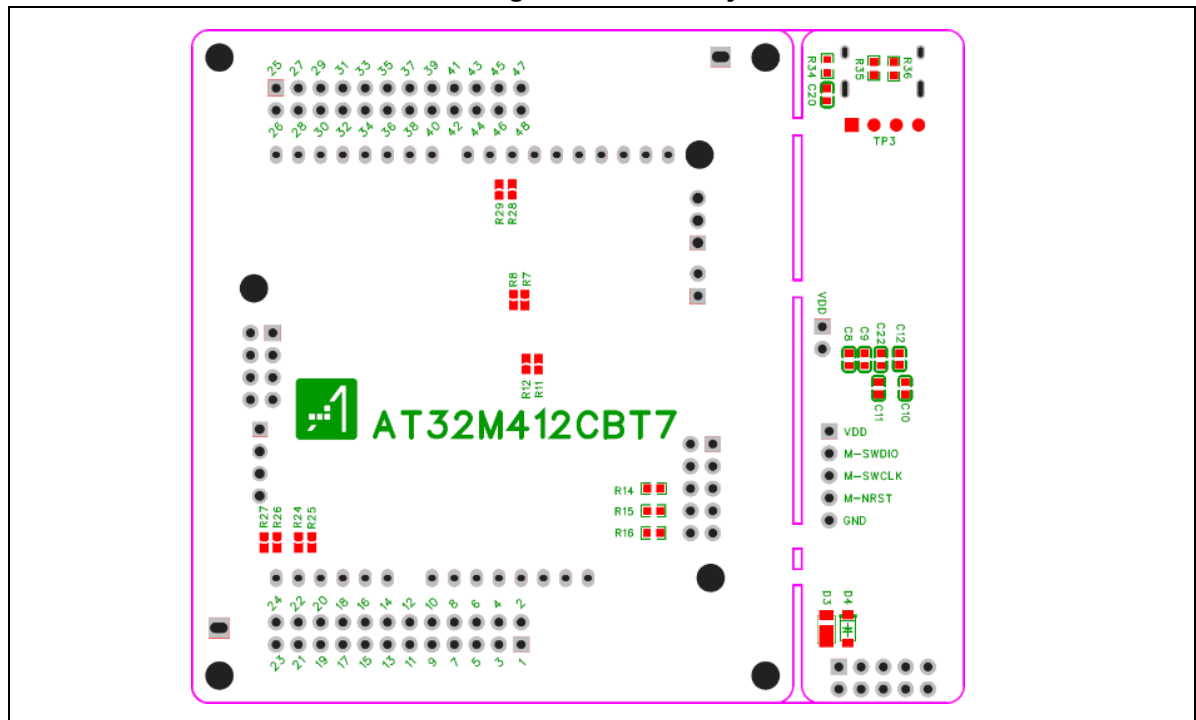 25 27 29 31 33 35 37 39 41 43 45 47
26 28 30 32 34 36 38 40 42 44 46 48
R34
C20
R35
R36
TP3
R29
R28
R8
R7
VDD
C8
C9
C22
C12
R12
R11
C11
C10
AT32M412CBT7
VDD
M-SWDIO
M-SWCLK
M-NRST
GND
R14
R15
R16
R27
R26
R24
R25
D3
D4
24 22 20 18 16 14 12 10 8 6 4 2
23 21 19 17 15 13 11 9 7 5 3 1